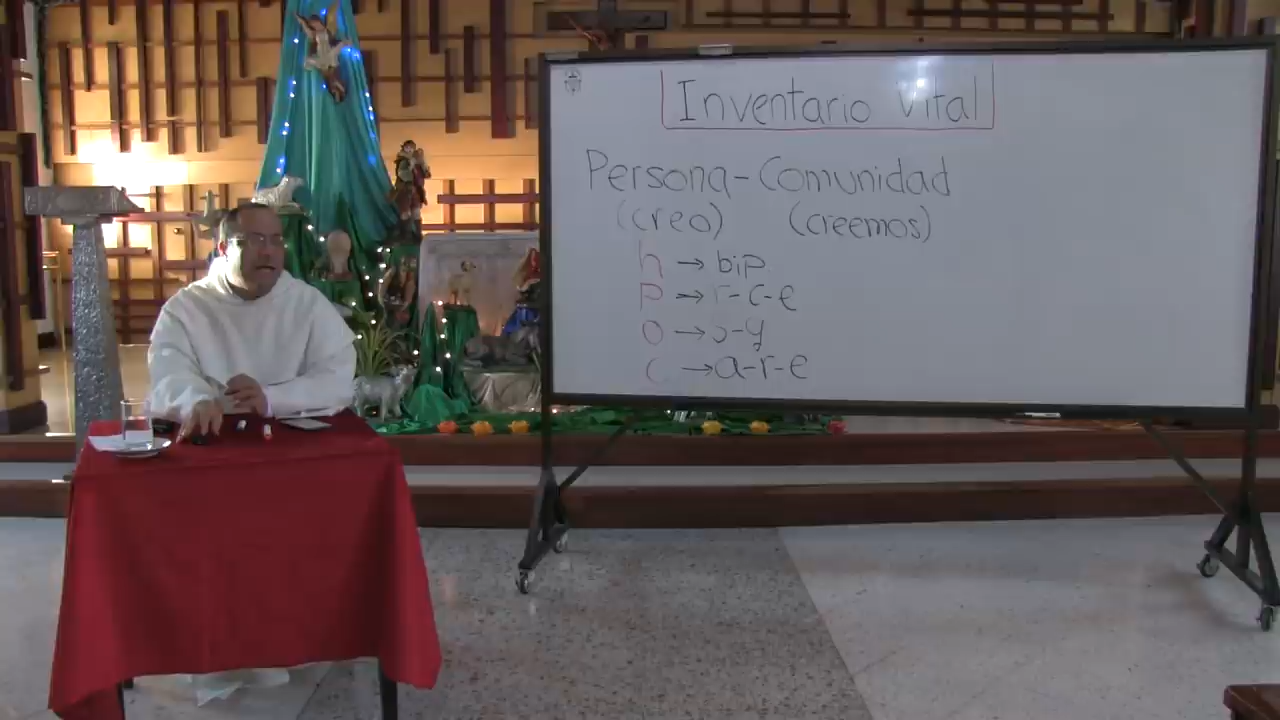 Inventario Vital
Persona - Comunidad
(creo) (creemos)
h → bip
p → r-c-e
o → o-y
c → a-r-e